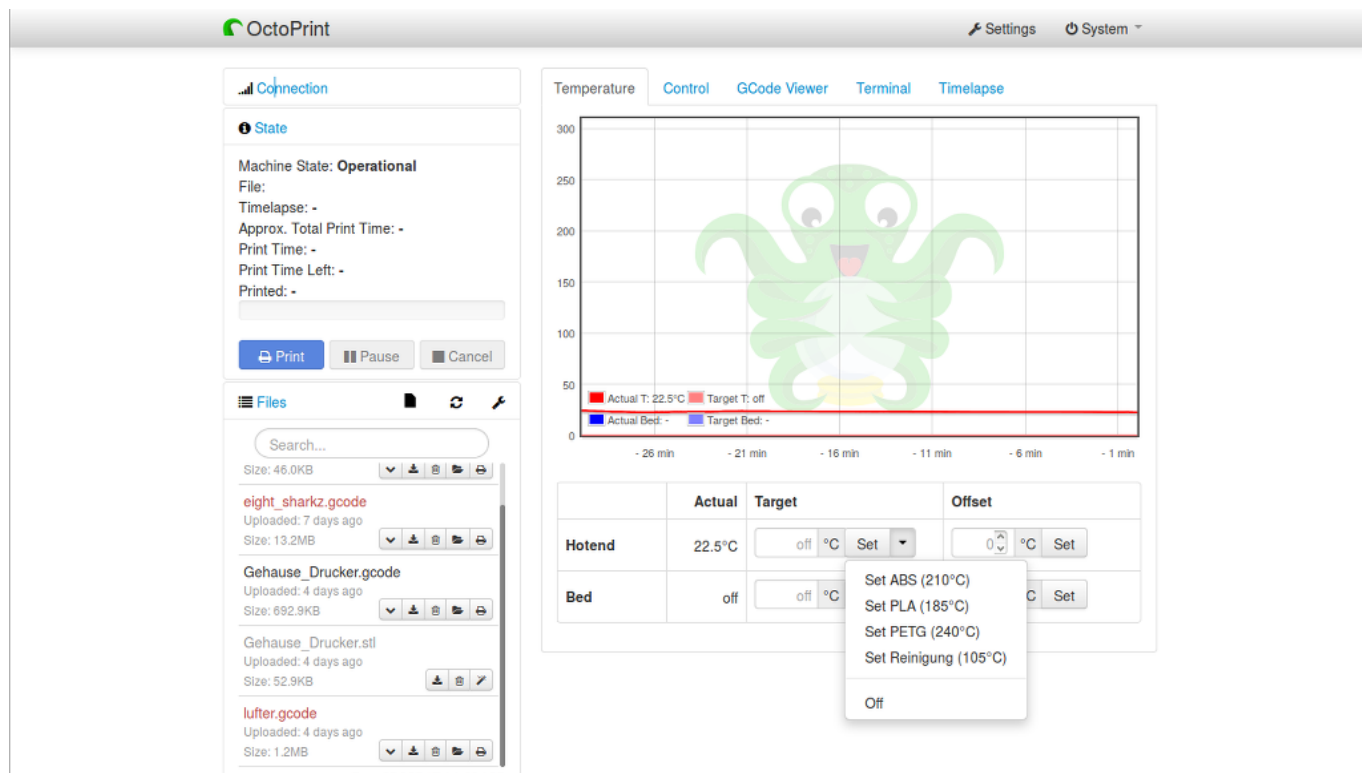 OctoPrint
Settings
System
Connection
State
Machine State: Operational
File:
Timelapse: -
Approx. Total Print Time: -
Print Time: -
Print Time Left: -
Printed: -
Print
Pause
Cancel
Files
Search...
Size: 46.0KB
eight_sharkz.gcode
Uploaded: 7 days ago
Size: 13.2MB
Gehause_Drucker.gcode
Uploaded: 4 days ago
Size: 692.9KB
Gehause_Drucker.stl
Uploaded: 4 days ago
Size: 52.9KB
lufter.gcode
Uploaded: 4 days ago
Size: 1.2MB
Temperature Control GCode Viewer Terminal Timelapse
300
250
200
150
100
50
0
Actual T: 22.5°C Target T: off
Actual Bed: - Target Bed: -
- 26 min - 21 min - 16 min - 11 min - 6 min - 1 min
Actual Target Offset
Hotend 22.5°C off °C Set 0 °C Set
Bed off off °C C Set
Set ABS (210°C)
Set PLA (185°C)
Set PETG (240°C)
Set Reinigung (105°C)
Off